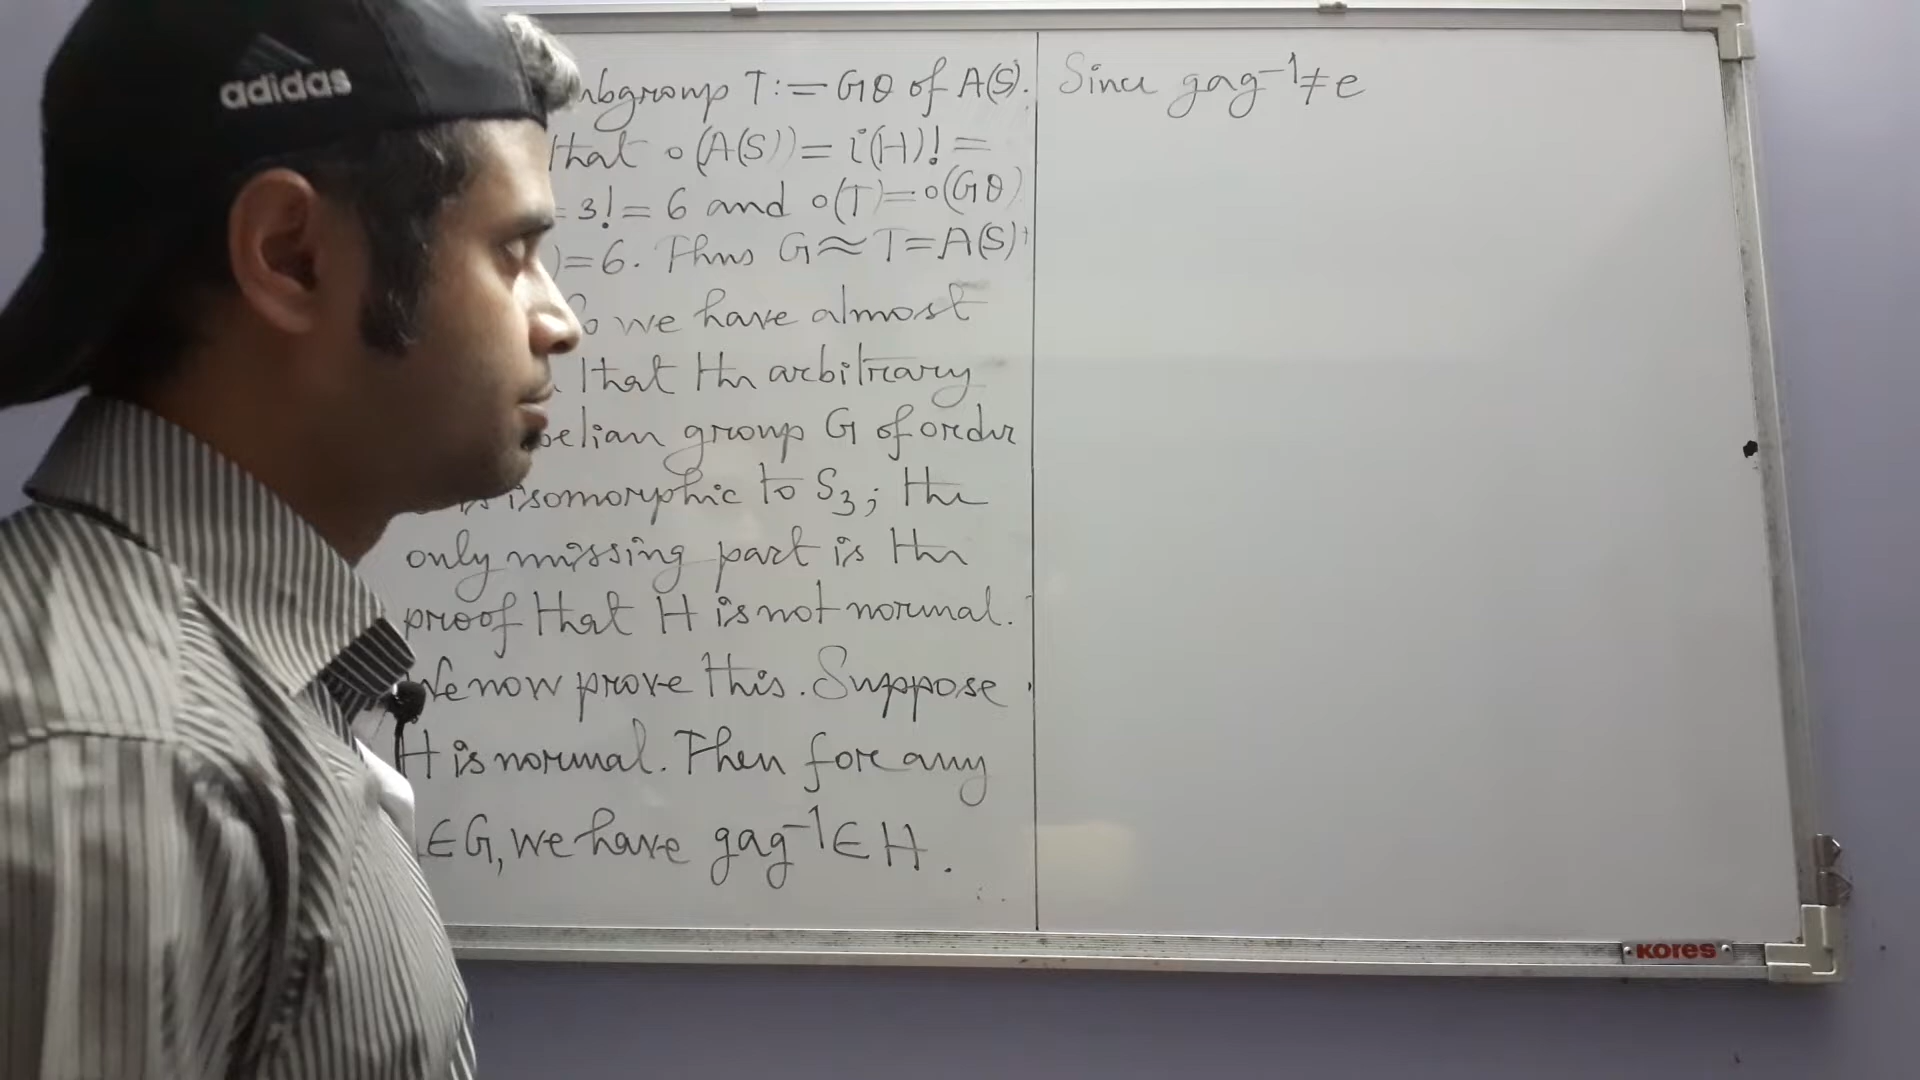 adidas
T:=Gθ of A(S).
that o(A(S))=i(H)!=
=3!=6 and o(T)=o(Gθ)
)=6. Thus G≈T=A(S)
we have almost
that the arbitrary
group G of order
isomorphic to S₃; the
only missing part is the
proof that H is not normal.
We now prove this. Suppose
H is normal. Then for any
∈G, we have gag⁻¹∈H.
Since gag⁻¹≠e
KORES